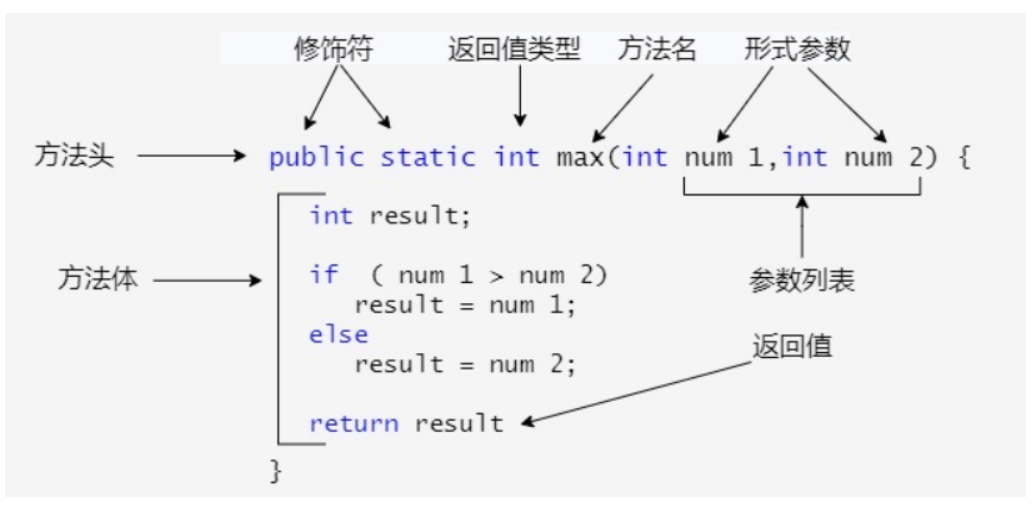 修饰符 返回值类型 方法名 形式参数
方法头 public static int max(int num 1,int num 2) {
int result;
方法体 if ( num 1 > num 2) 参数列表
result = num 1;
else
返回值
result = num 2;
return result
}